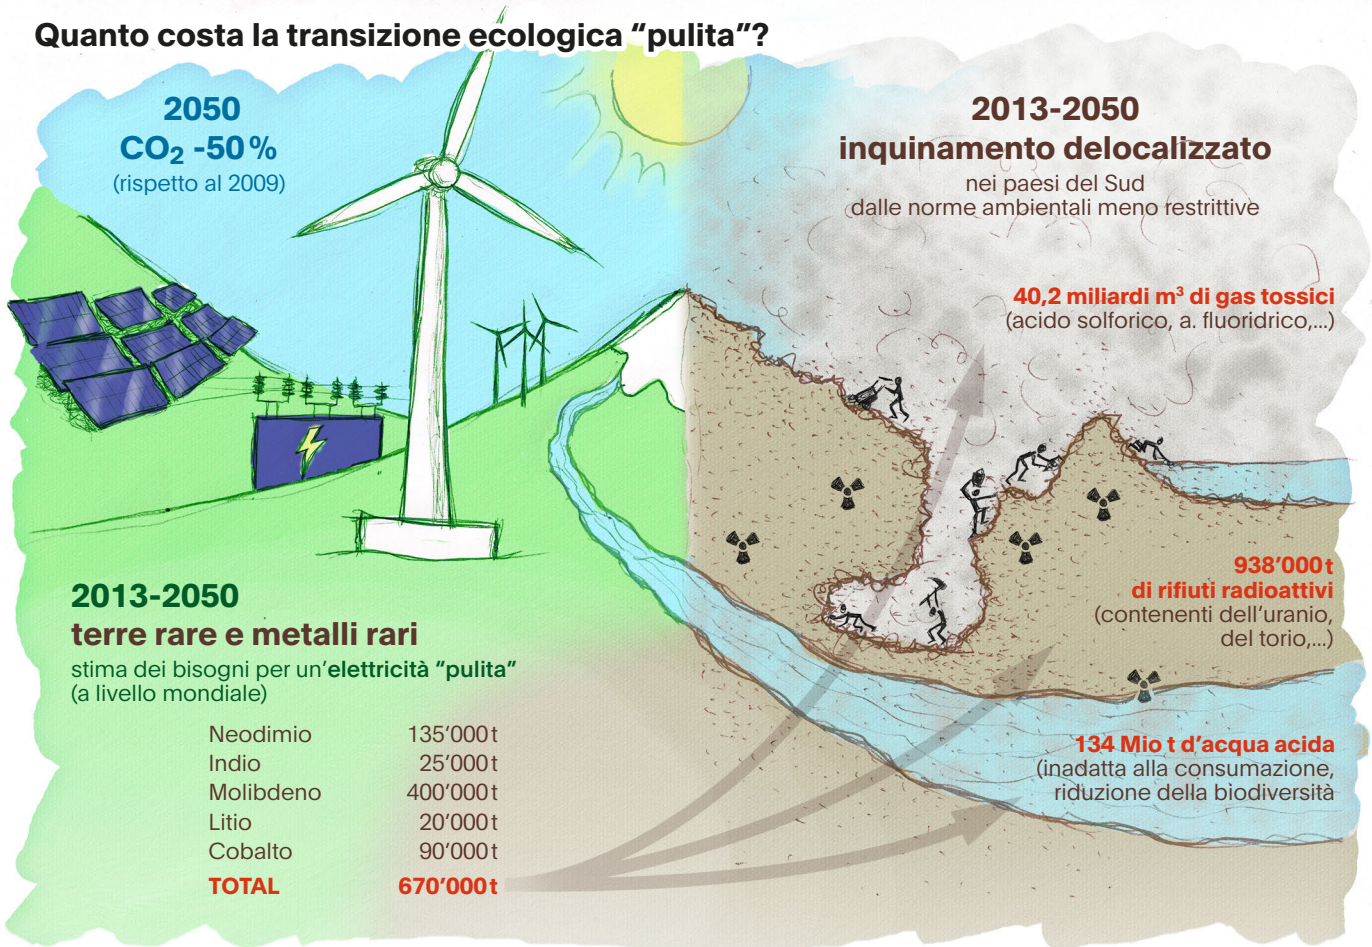 Quanto costa la transizione ecologica “pulita”?
2050
CO₂ -50%
(rispetto al 2009)
2013-2050
inquinamento delocalizzato
nei paesi del Sud
dalle norme ambientali meno restrittive
40,2 miliardi m³ di gas tossici
(acido solforico, a. fluoridrico,...)
938’000 t
di rifiuti radioattivi
(contenenti dell’uranio,
del torio,...)
134 Mio t d’acqua acida
(inadatta alla consumazione,
riduzione della biodiversità
2013-2050
terre rare e metalli rari
stima dei bisogni per un’elettricità “pulita”
(a livello mondiale)
Neodimio 135’000 t
Indio 25’000 t
Molibdeno 400’000 t
Litio 20’000 t
Cobalto 90’000 t
TOTAL 670’000 t